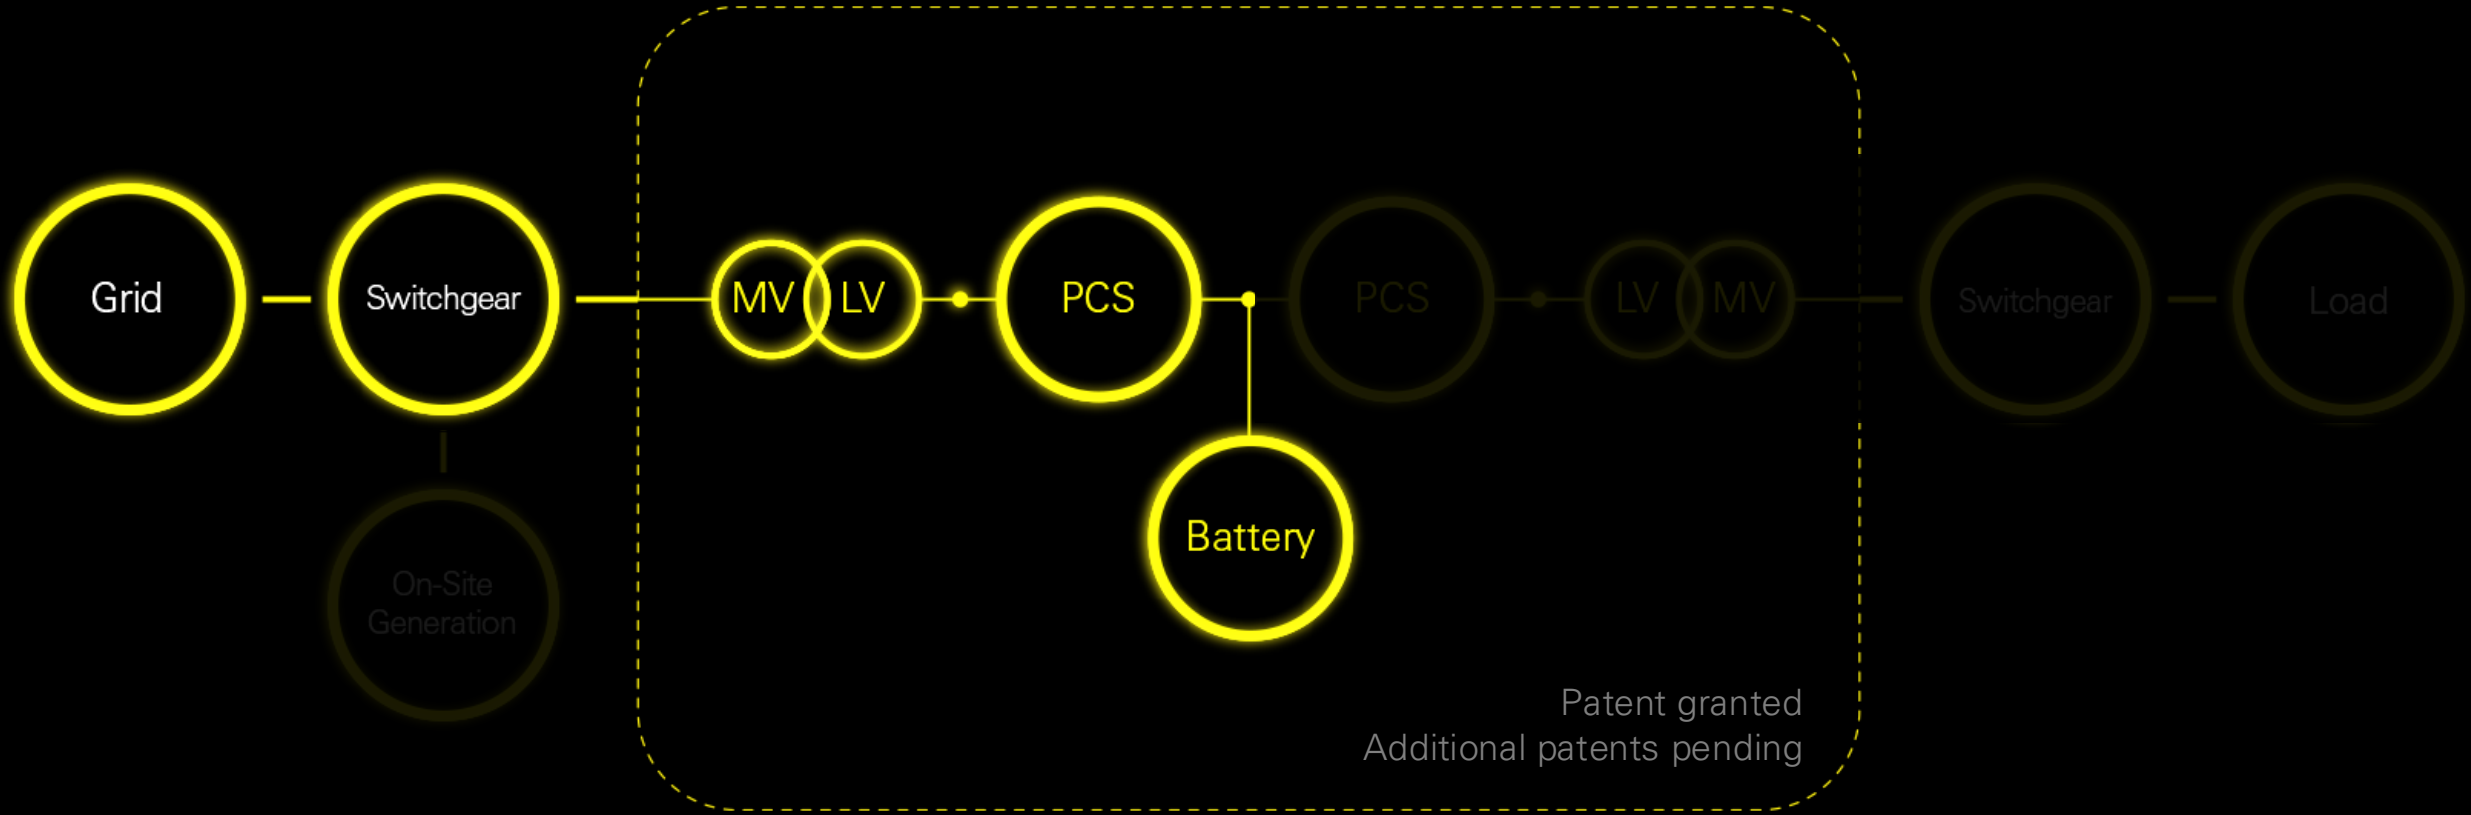 Grid
Switchgear
MV
LV
PCS
PCS
LV
MV
Switchgear
Load
Battery
On-Site
Generation
Patent granted
Additional patents pending